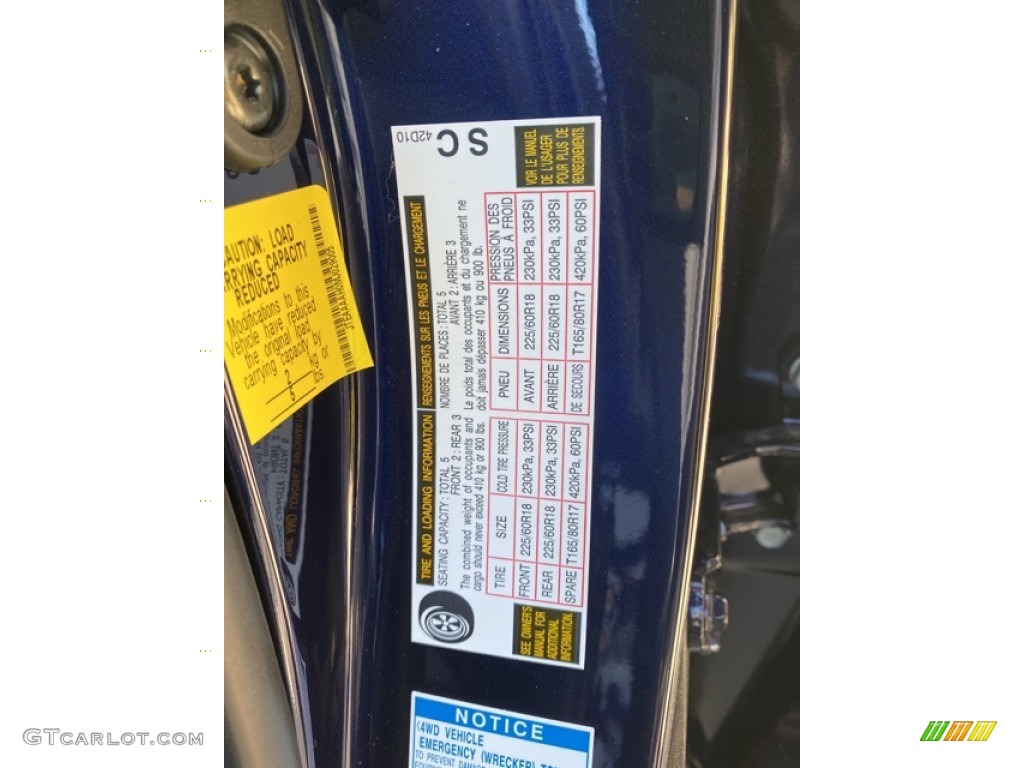 CAUTION: LOAD
CARRYING CAPACITY
REDUCED
Modifications to this
Vehicle have reduced
the original load
carrying capacity by
2 kg or
5 lbs.
S C
42D10
TIRE AND LOADING INFORMATION
SEATING CAPACITY: TOTAL 5
FRONT 2: REAR 3
The combined weight of occupants and
cargo should never exceed 410 kg or 900 lbs.
TIRE SIZE COLD TIRE PRESSURE
FRONT 225/60R18 230kPa, 33PSI
REAR 225/60R18 230kPa, 33PSI
SPARE T165/80R17 420kPa, 60PSI
SEE OWNER'S
MANUAL FOR
ADDITIONAL
INFORMATION.
RENSEIGNEMENTS SUR LES PNEUS ET LE CHARGEMENT
NOMBRE DE PLACES: TOTAL 5
AVANT 2: ARRIÈRE 3
Le poids total des occupants et du chargement ne
doit jamais dépasser 410 kg ou 900 lb.
PNEU DIMENSIONS PRESSION DES PNEUS À FROID
AVANT 225/60R18 230kPa, 33PSI
ARRIÈRE 225/60R18 230kPa, 33PSI
DE SECOURS T165/80R17 420kPa, 60PSI
VOIR LE MANUEL
DE L'USAGER
POUR PLUS DE
RENSEIGNEMENTS.
NOTICE
4WD VEHICLE
EMERGENCY (WRECKER)
GTCARLOT.COM